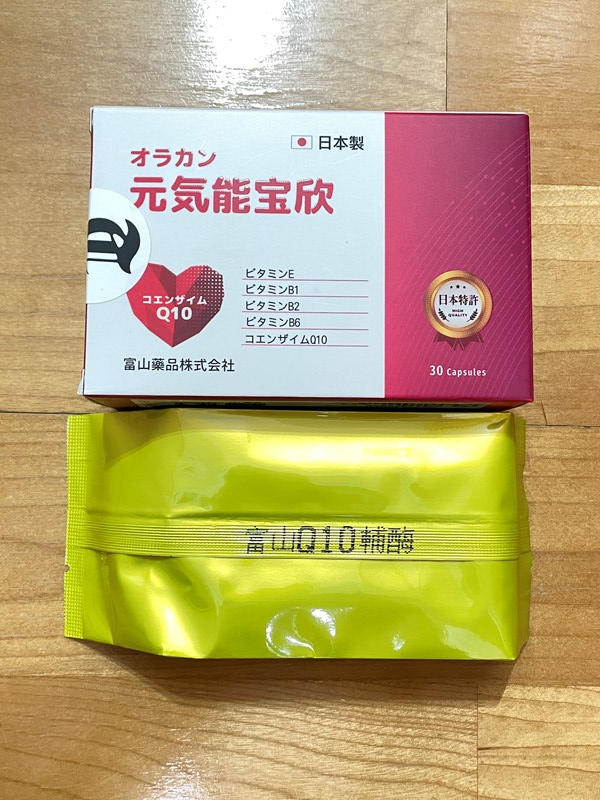 日本製
オラカン
元気能宝欣
コエンザイム
Q10
ビタミンE
ビタミンB1
ビタミンB2
ビタミンB6
コエンザイムQ10
富山薬品株式会社
日本特許
HIGH
QUALITY
30 Capsules
富山Q10輔酶